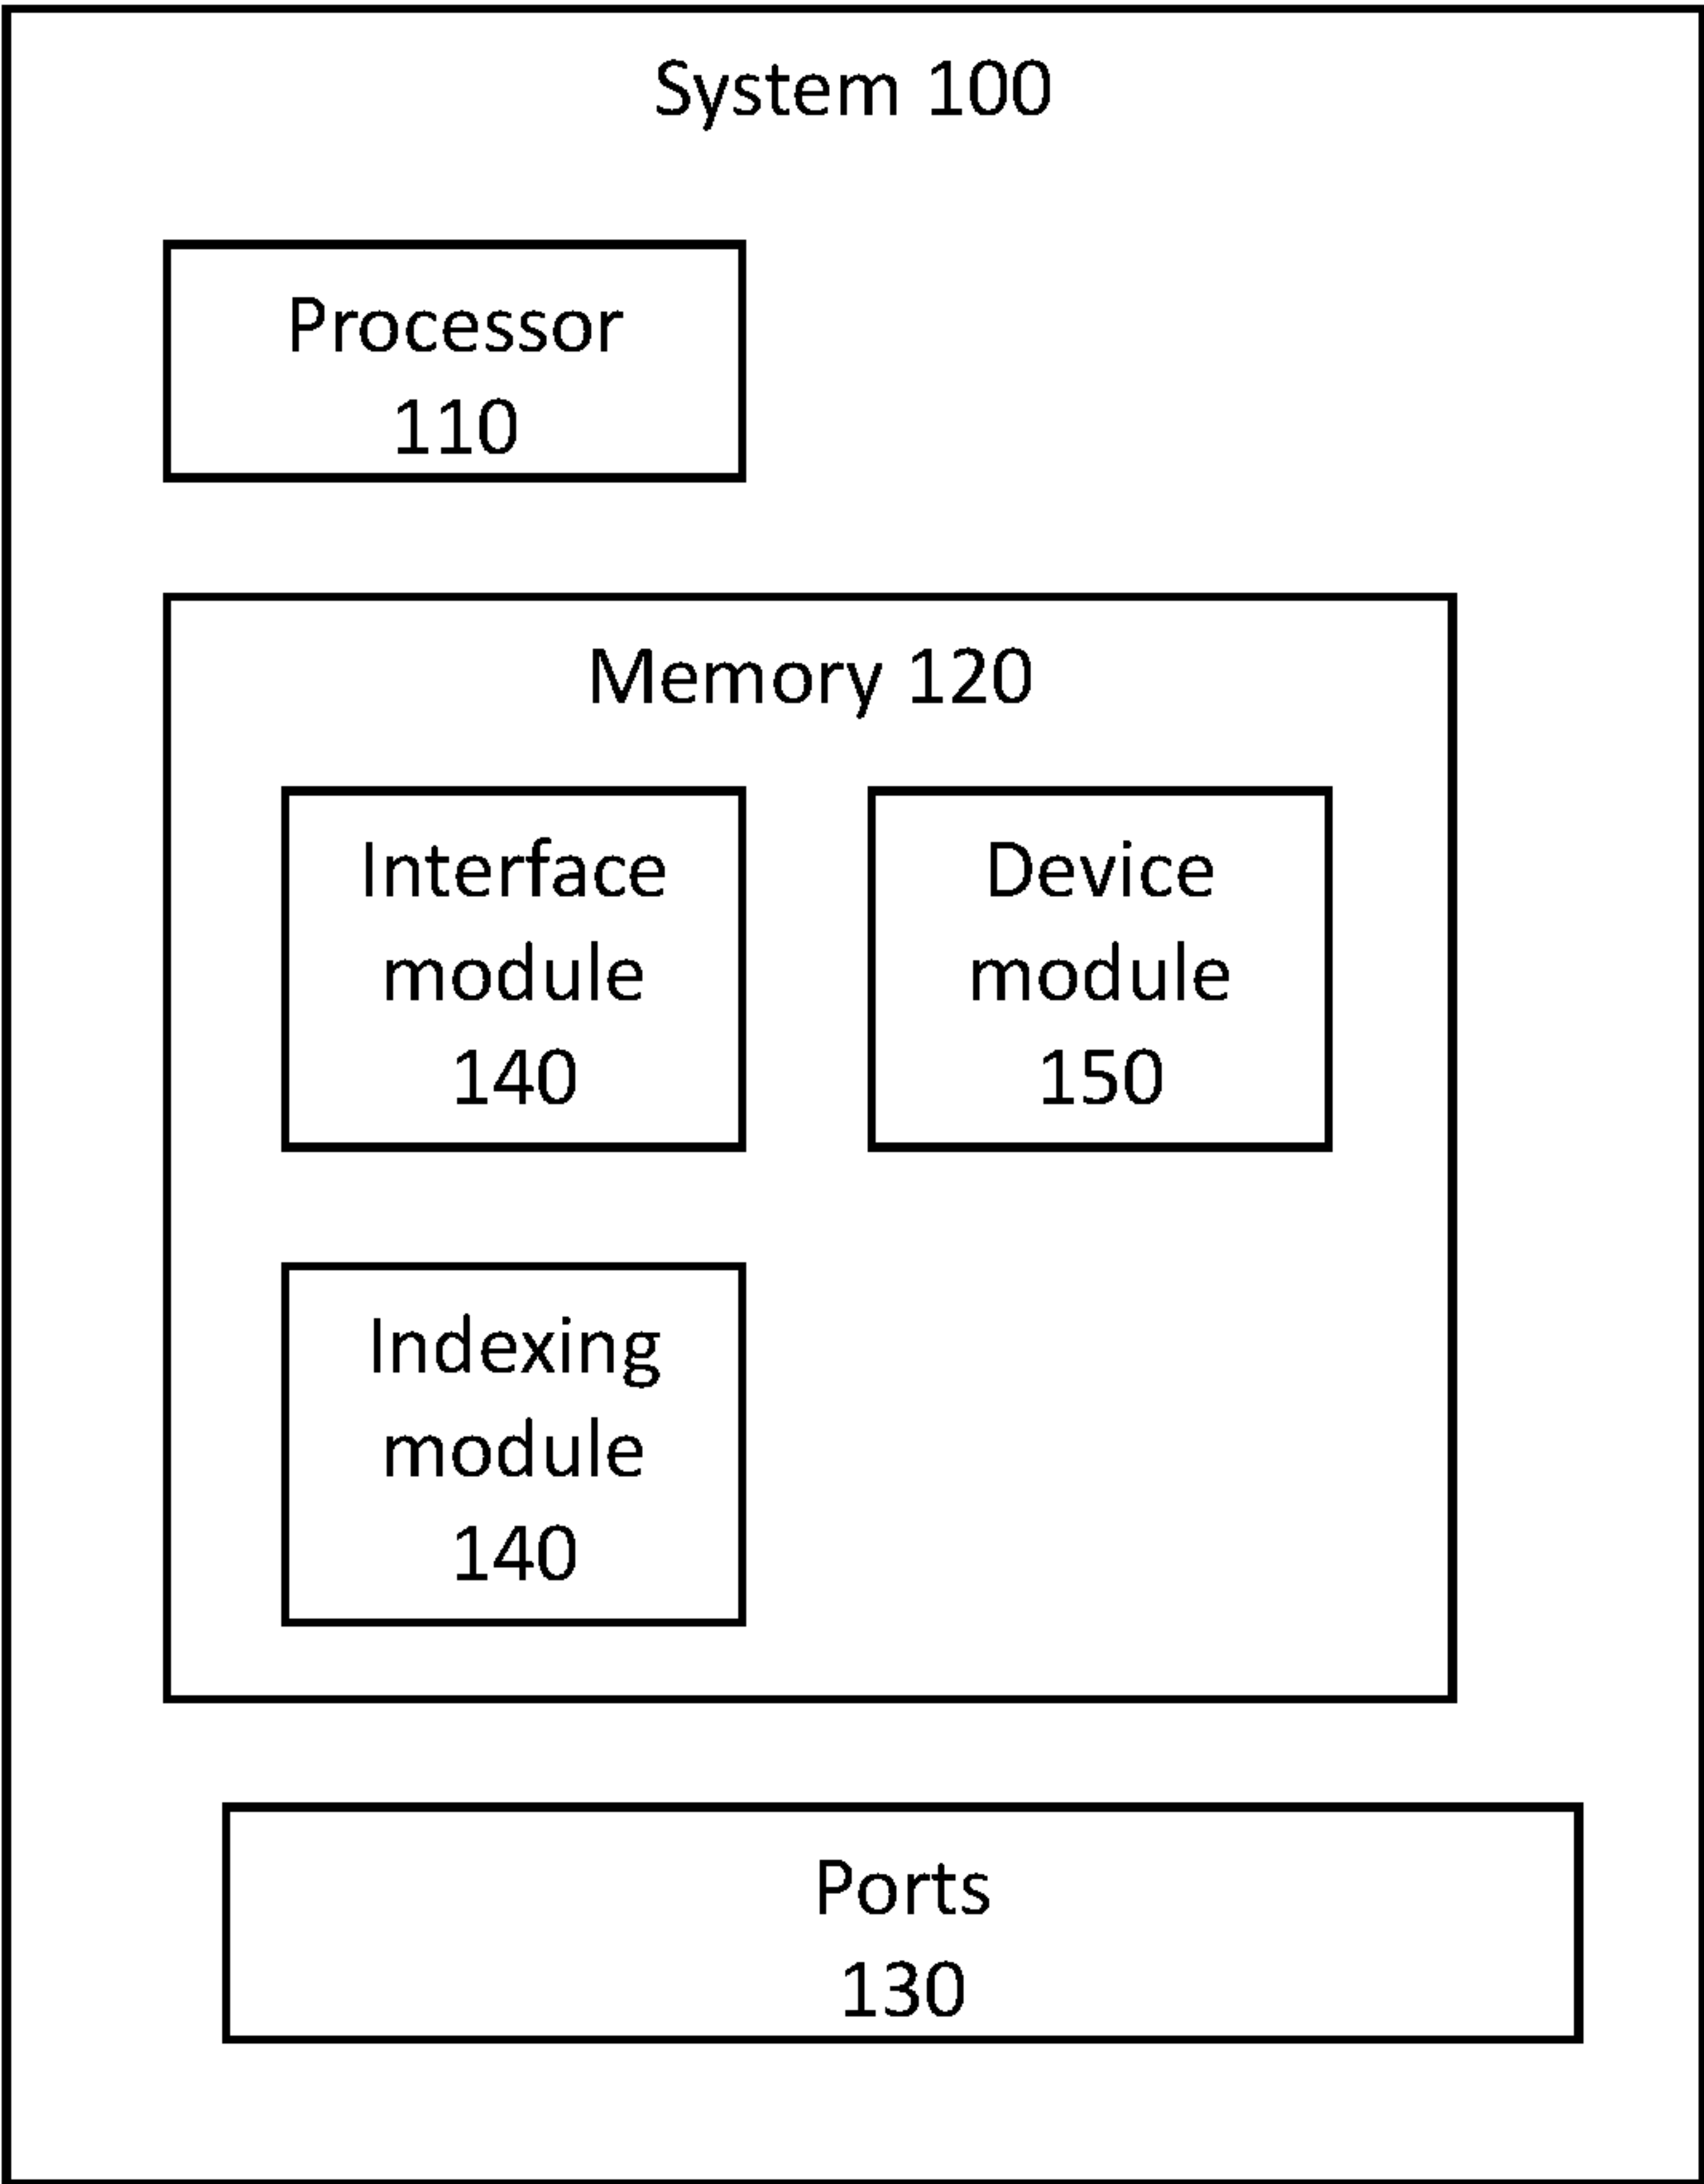 System 100
Processor
110
Memory 120
Interface
module
140
Device
module
150
Indexing
module
140
Ports
130